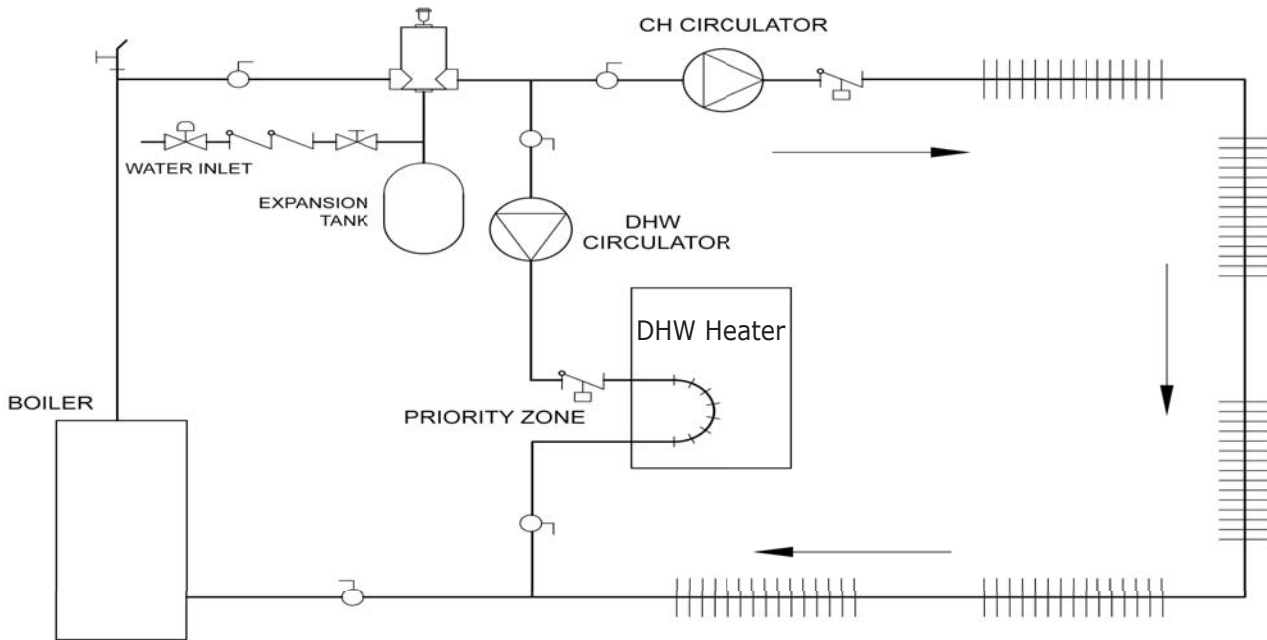 CH CIRCULATOR
WATER INLET
EXPANSION
TANK
DHW
CIRCULATOR
DHW Heater
BOILER
PRIORITY ZONE